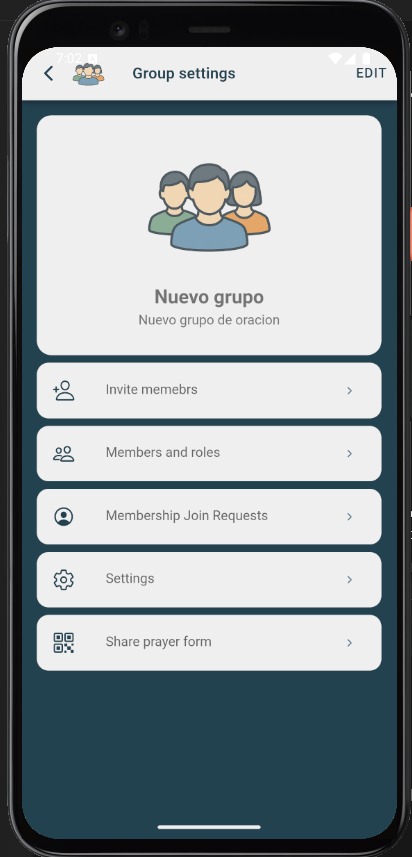 7:02
Group settings
EDIT
Nuevo grupo
Nuevo grupo de oracion
Invite memebrs
Members and roles
Membership Join Requests
Settings
Share prayer form